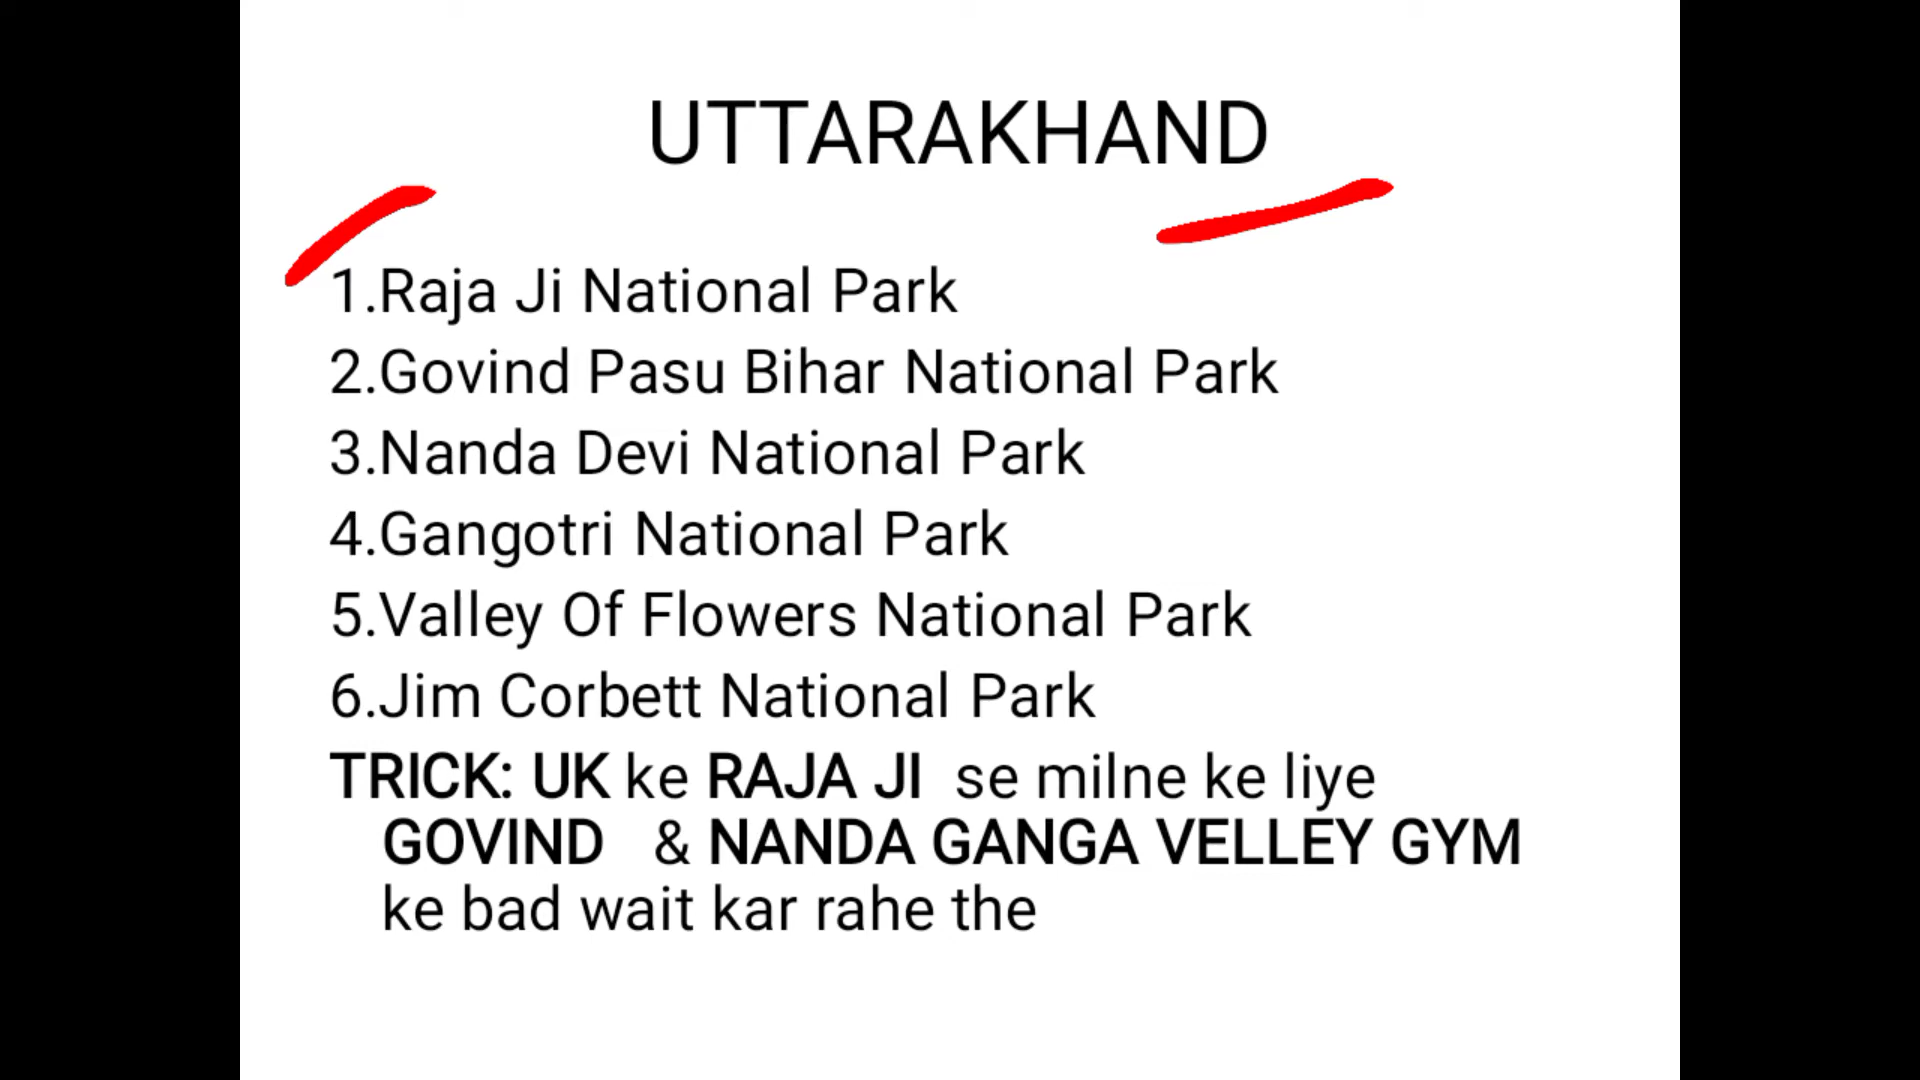 UTTARAKHAND
1.Raja Ji National Park
2.Govind Pasu Bihar National Park
3.Nanda Devi National Park
4.Gangotri National Park
5.Valley Of Flowers National Park
6.Jim Corbett National Park
TRICK: UK ke RAJA JI se milne ke liye
GOVIND & NANDA GANGA VELLEY GYM
ke bad wait kar rahe the